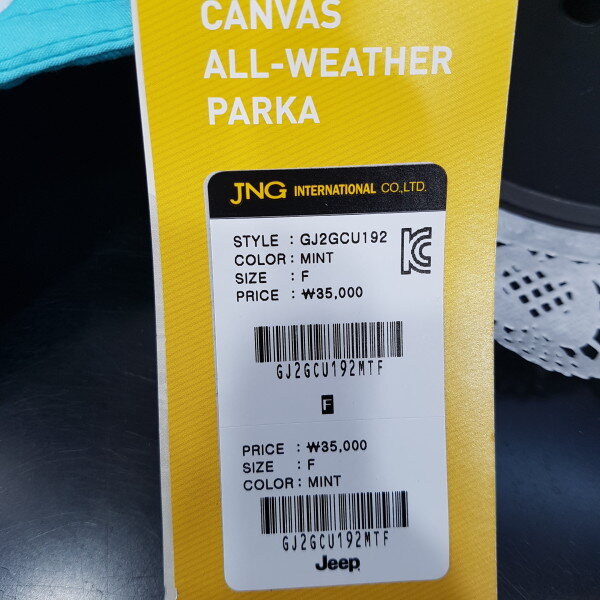 CANVAS
ALL-WEATHER
PARKA
JNG INTERNATIONAL CO.,LTD.
STYLE : GJ2GCU192
COLOR : MINT
SIZE : F
PRICE : ₩35,000
KC
GJ2GCU192MTF
F
PRICE : ₩35,000
SIZE : F
COLOR : MINT
GJ2GCU192MTF
Jeep